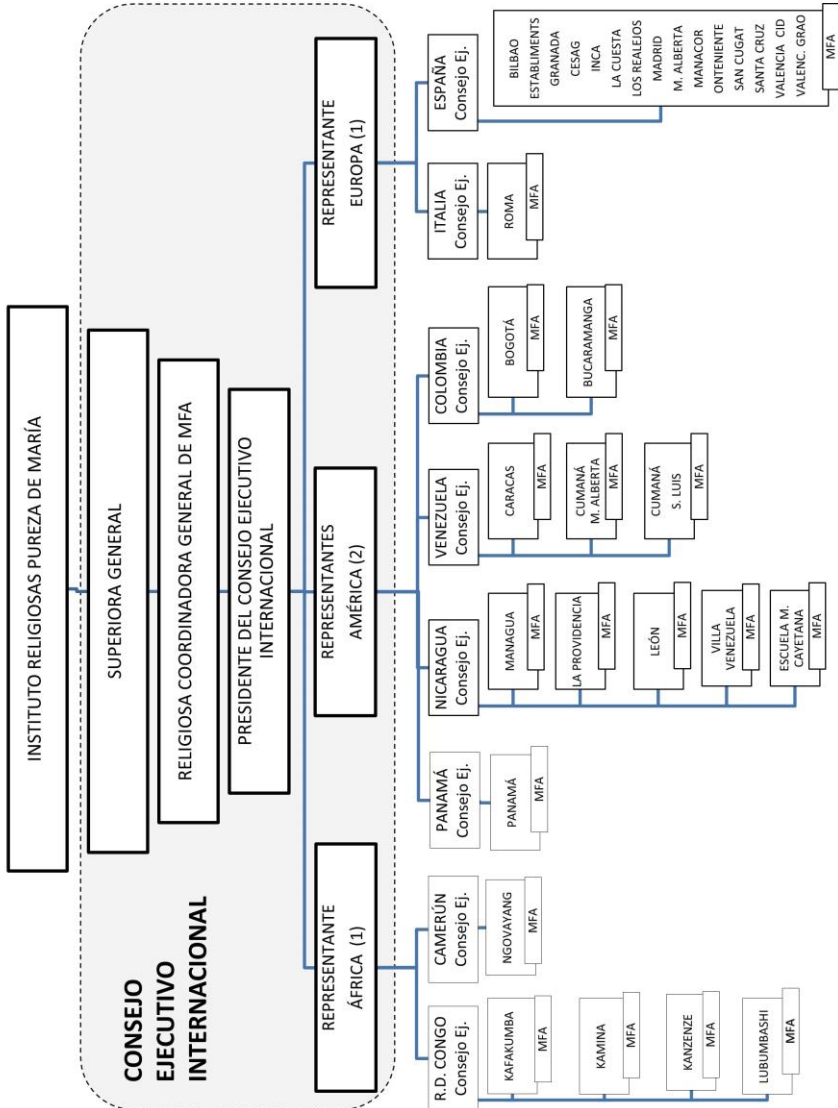 INSTITUTO RELIGIOSAS PUREZA DE MARÍA
CONSEJO
EJECUTIVO
INTERNACIONAL
SUPERIORA GENERAL
RELIGIOSA COORDINADORA GENERAL DE MFA
PRESIDENTE DEL CONSEJO EJECUTIVO
INTERNACIONAL
REPRESENTANTE
ÁFRICA (1)
REPRESENTANTES
AMÉRICA (2)
REPRESENTANTE
EUROPA (1)
R.D. CONGO
Consejo Ej.
KAFAKUMBA
MFA
KAMINA
MFA
KANZENZE
MFA
LUBUMBASHI
MFA
CAMERÚN
Consejo Ej.
NGOVAYANG
MFA
PANAMÁ
Consejo Ej.
PANAMÁ
MFA
NICARAGUA
Consejo Ej.
MANAGUA
MFA
LA PROVIDENCIA
MFA
LEÓN
MFA
VILLA
VENEZUELA
MFA
ESCUELA M.
CAYETANA
MFA
VENEZUELA
Consejo Ej.
CARACAS
MFA
CUMANÁ
M. ALBERTA
MFA
CUMANÁ
S. LUIS
MFA
COLOMBIA
Consejo Ej.
BOGOTÁ
MFA
BUCARAMANGA
MFA
ITALIA
Consejo Ej.
ROMA
MFA
ESPAÑA
Consejo Ej.
BILBAO
ESTABLIMENTS
GRANADA
CESAG
INCA
LA CUESTA
LOS REALEJOS
MADRID
M. ALBERTA
MANACOR
ONTENIENTE
SAN CUGAT
SANTA CRUZ
VALENCIA CID
VALENC. GRAO
MFA